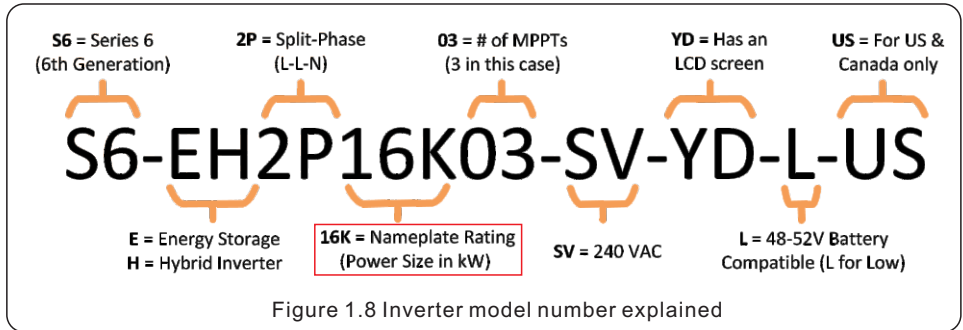 S6 = Series 6
(6th Generation)
2P = Split-Phase
(L-L-N)
03 = # of MPPTs
(3 in this case)
YD = Has an
LCD screen
US = For US &
Canada only
S6-EH2P16K03-SV-YD-L-US
E = Energy Storage
H = Hybrid Inverter
16K = Nameplate Rating
(Power Size in kW)
SV = 240 VAC
L = 48-52V Battery
Compatible (L for Low)
Figure 1.8 Inverter model number explained